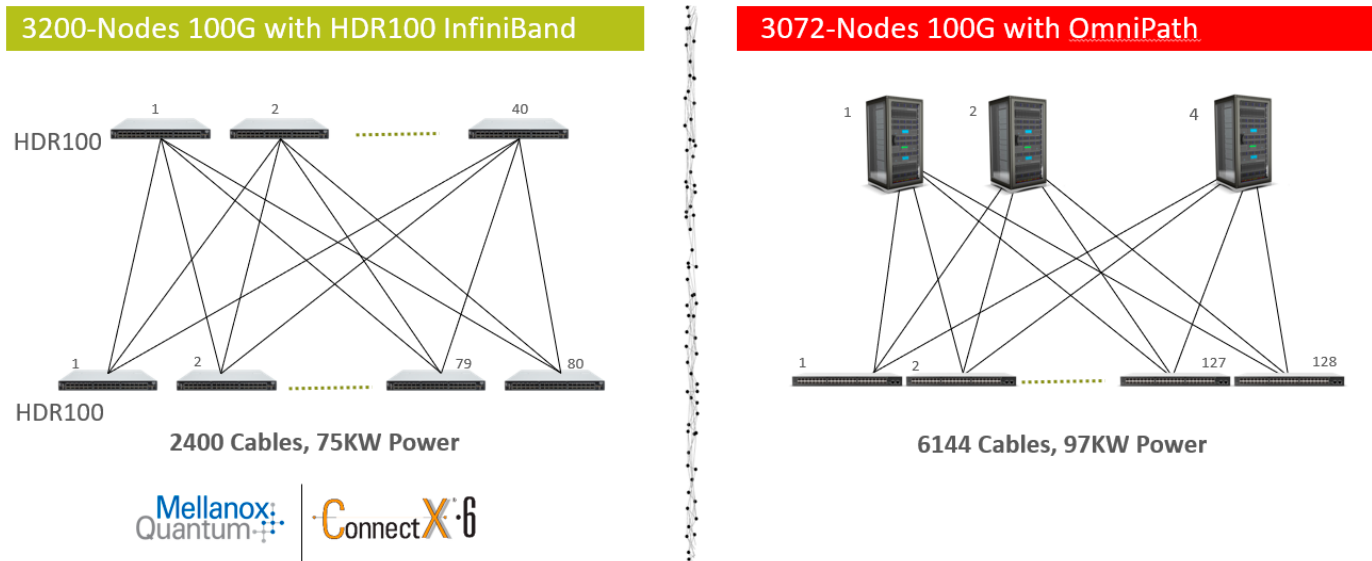 3200-Nodes 100G with HDR100 InfiniBand
1
2
40
HDR100
1
2
79
80
HDR100
2400 Cables, 75KW Power
Mellanox
Quantum
ConnectX·6
3072-Nodes 100G with OmniPath
1
2
4
1
2
127
128
6144 Cables, 97KW Power